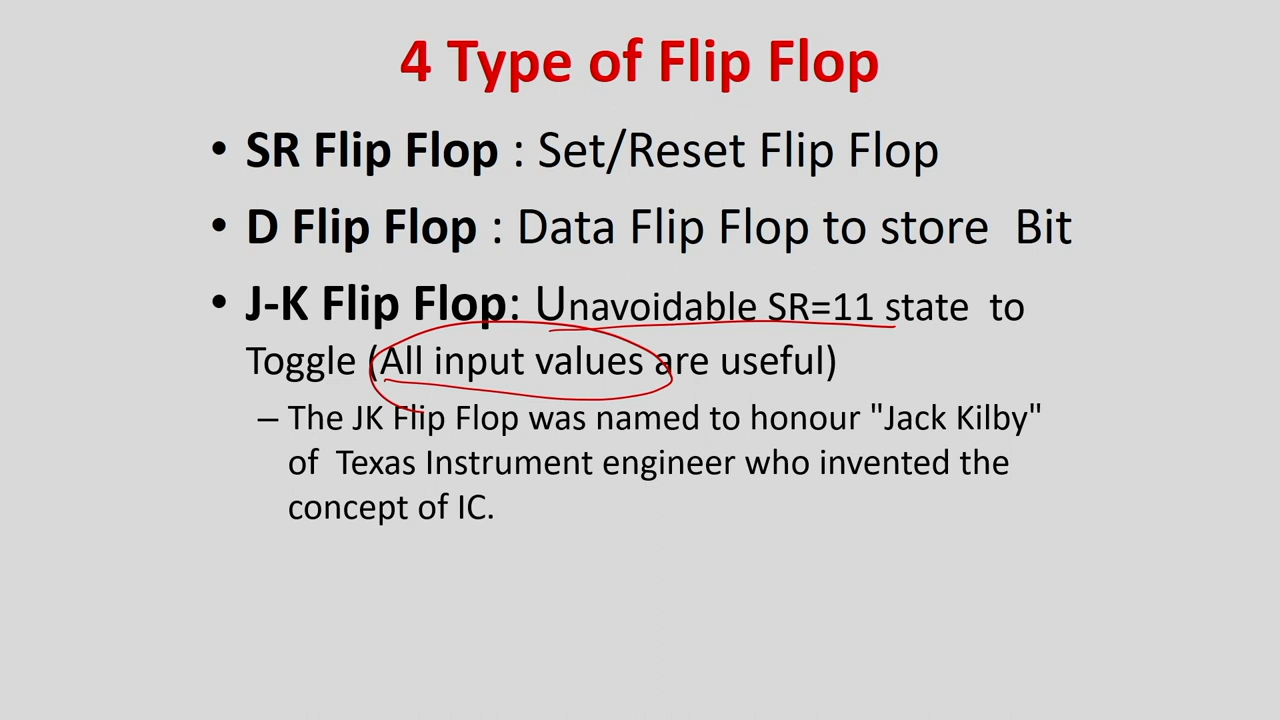 4 Type of Flip Flop
• SR Flip Flop : Set/Reset Flip Flop
• D Flip Flop : Data Flip Flop to store Bit
• J-K Flip Flop: Unavoidable SR=11 state to
Toggle (All input values are useful)
– The JK Flip Flop was named to honour "Jack Kilby"
of Texas Instrument engineer who invented the
concept of IC.